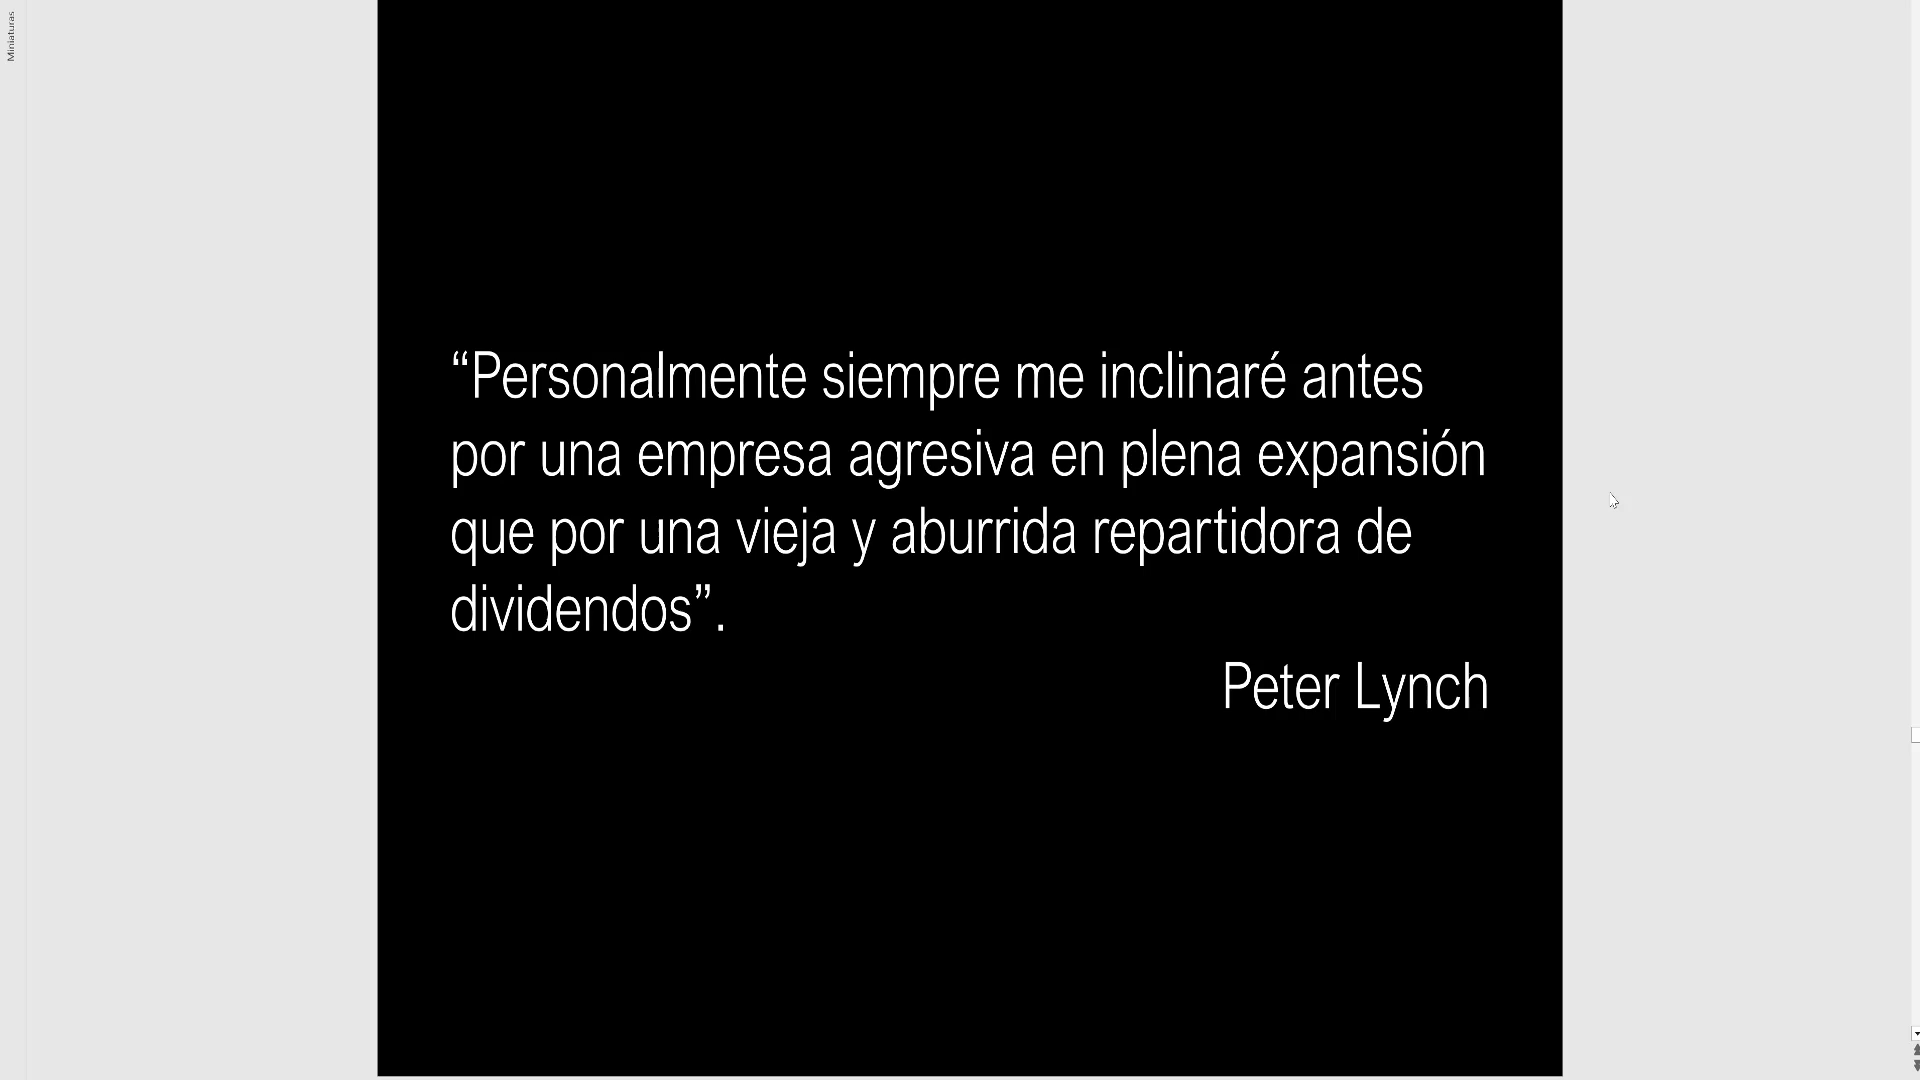 Miniaturas
“Personalmente siempre me inclinaré antes
por una empresa agresiva en plena expansión
que por una vieja y aburrida repartidora de
dividendos”.
Peter Lynch